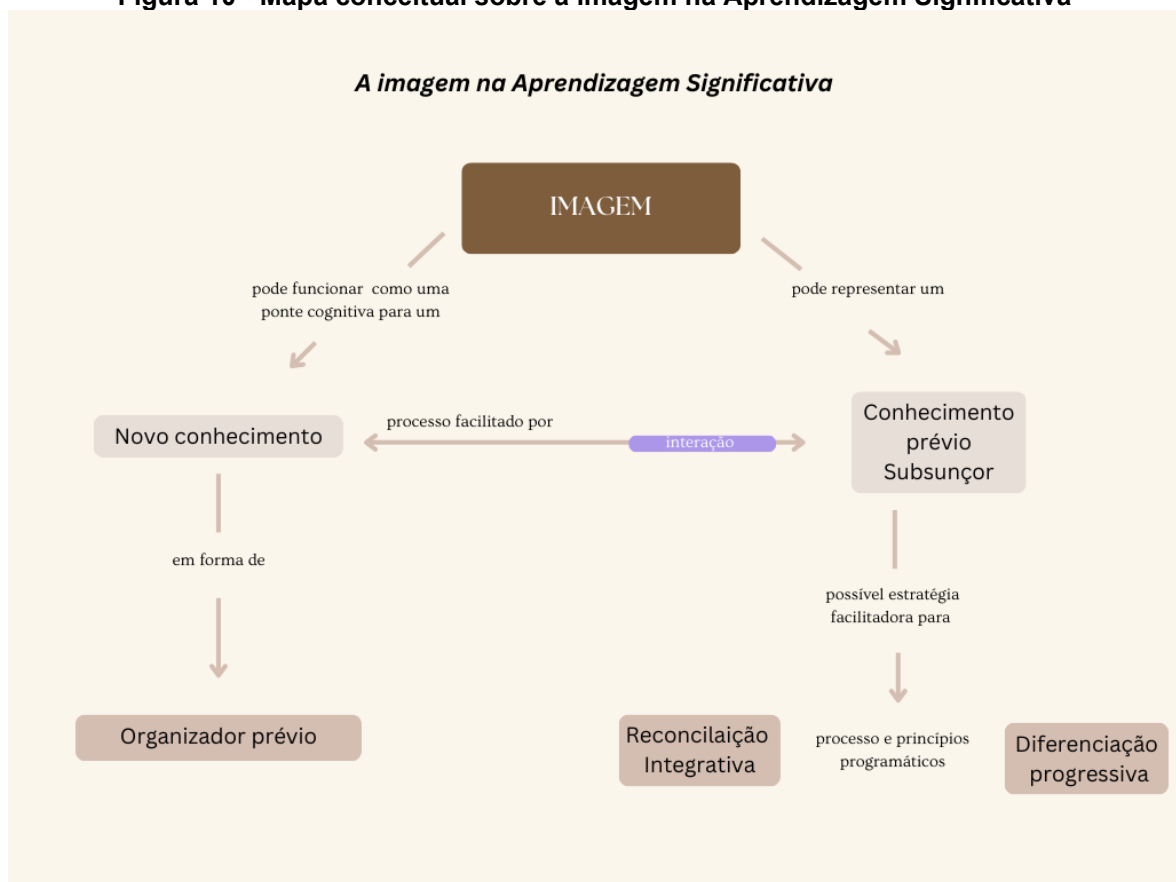 Figura 10 - Mapa conceitual sobre a imagem na Aprendizagem Significativa
A imagem na Aprendizagem Significativa
IMAGEM
pode funcionar como uma
ponte cognitiva para um
pode representar um
Novo conhecimento
processo facilitado por
interação
Conhecimento
prévio
Subsunçor
em forma de
possível estratégia
facilitadora para
Organizador prévio
Reconcilaição
Integrativa
processo e princípios
programáticos
Diferenciação
progressiva